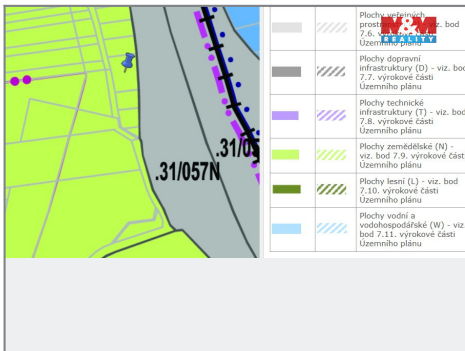 .31/057N
.31/05
Plochy veřejných
7.6.
Územního plánu
N&M
REALITY
viz. bod
Plochy dopravní
infrastruktury (D) - viz. bod
7.7. výrokové části
Územního plánu
Plochy technické
infrastruktury (T) - viz. bod
7.8. výrokové části
Územního plánu
Plochy zemědělské (N) -
viz. bod 7.9. výrokové části
Územního plánu
Plochy lesní (L) - viz. bod
7.10. výrokové části
Územního plánu
Plochy vodní a
vodohospodářské (W) - viz.
bod 7.11. výrokové části
Územního plánu